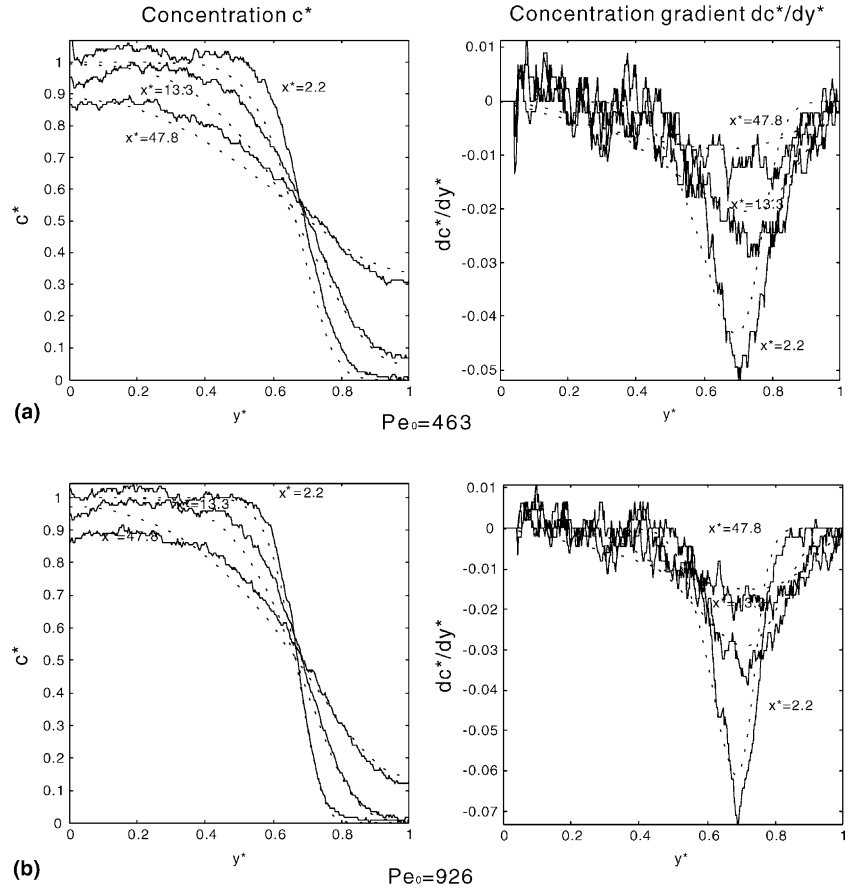 Concentration c*
Concentration gradient dc*/dy*
1
0.9
0.8
0.7
0.6
0.5
0.4
0.3
0.2
0.1
0
0
0.2
0.4
0.6
0.8
1
c*
y*
x*=2.2
x*=13.3
x*=47.8
0.01
0
-0.01
-0.02
-0.03
-0.04
-0.05
0
0.2
0.4
0.6
0.8
1
dc*/dy*
y*
x*=47.8
x*=13.3
x*=2.2
(a)
Pe₀=463
1
0.9
0.8
0.7
0.6
0.5
0.4
0.3
0.2
0.1
0
0
0.2
0.4
0.6
0.8
1
c*
y*
x*=2.2
0.01
0
-0.01
-0.02
-0.03
-0.04
-0.05
-0.06
-0.07
0
0.2
0.4
0.6
0.8
1
dc*/dy*
y*
x*=47.8
x*=2.2
(b)
Pe₀=926